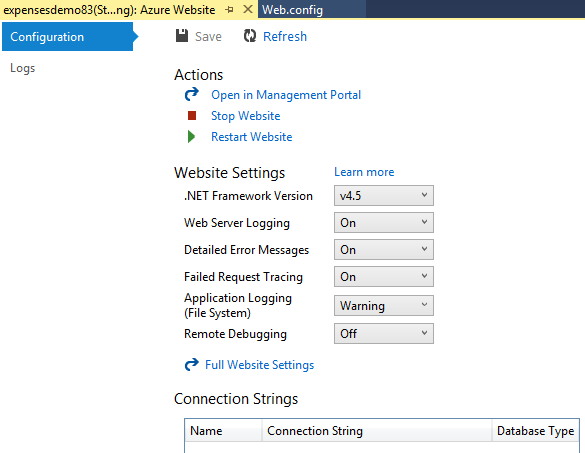 expensesdemo83(St...ng): Azure Website
Web.config
Configuration
Logs
Save
Refresh
Actions
Open in Management Portal
Stop Website
Restart Website
Website Settings
Learn more
.NET Framework Version
v4.5
Web Server Logging
On
Detailed Error Messages
On
Failed Request Tracing
On
Application Logging
(File System)
Warning
Remote Debugging
Off
Full Website Settings
Connection Strings
Name
Connection String
Database Type